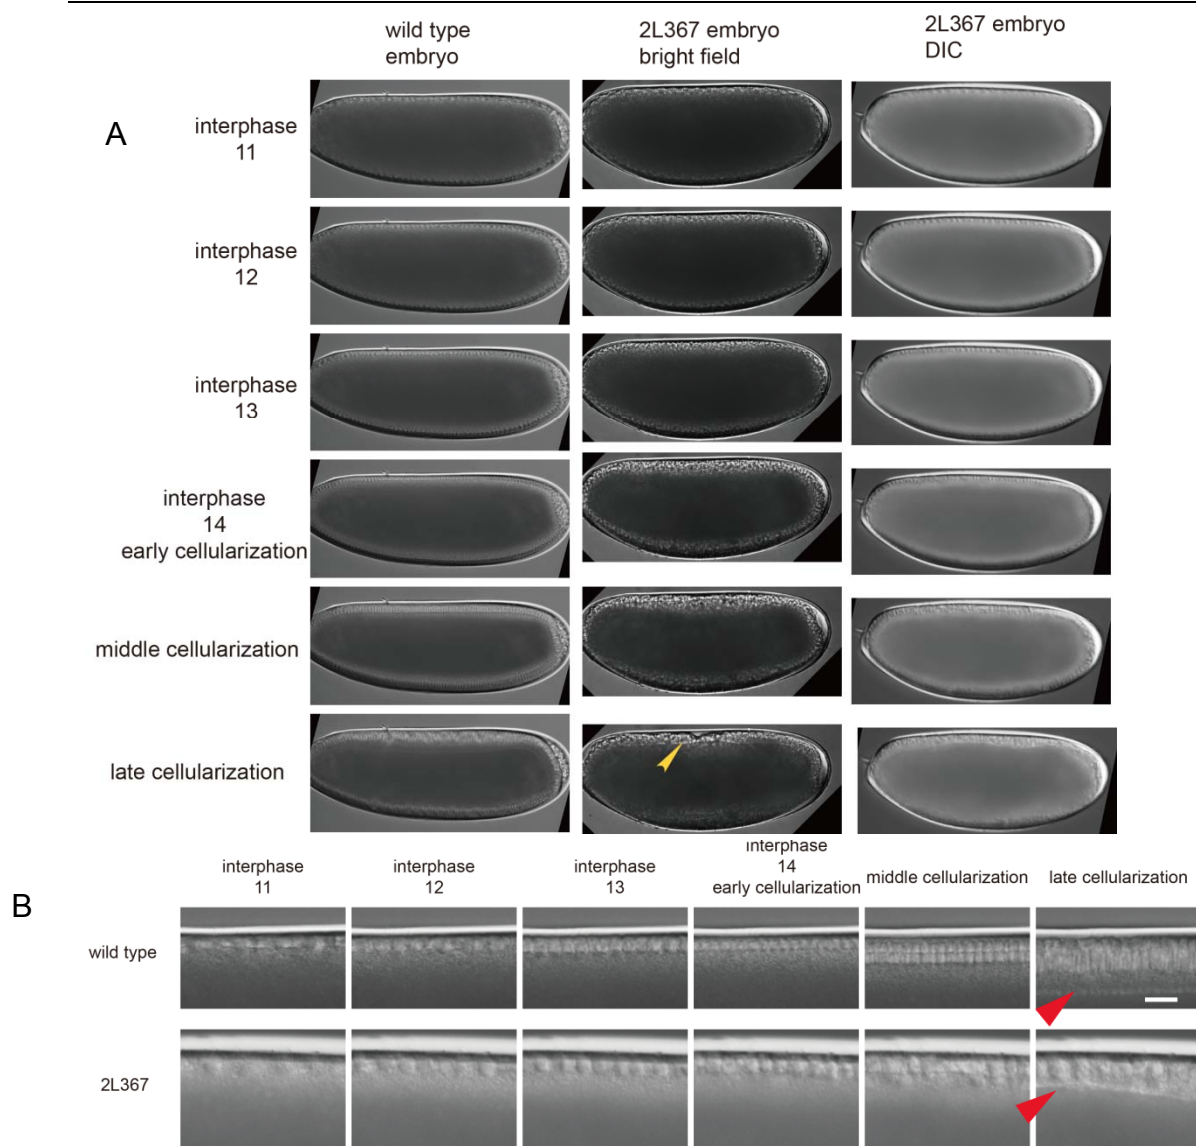 wild type
embryo
2L367 embryo
bright field
2L367 embryo
DIC
A
interphase
11
interphase
12
interphase
13
interphase
14
early cellularization
middle cellularization
late cellularization
B
interphase
11
interphase
12
interphase
13
interphase
14
early cellularization
middle cellularization
late cellularization
wild type
2L367